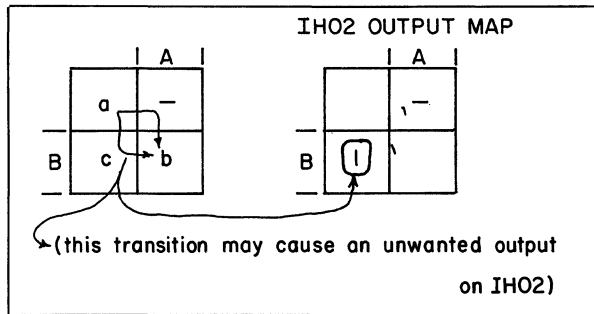 IHO2 OUTPUT MAP
A
A
a —
—
B c b
B 1
(this transition may cause an unwanted output
on IHO2)